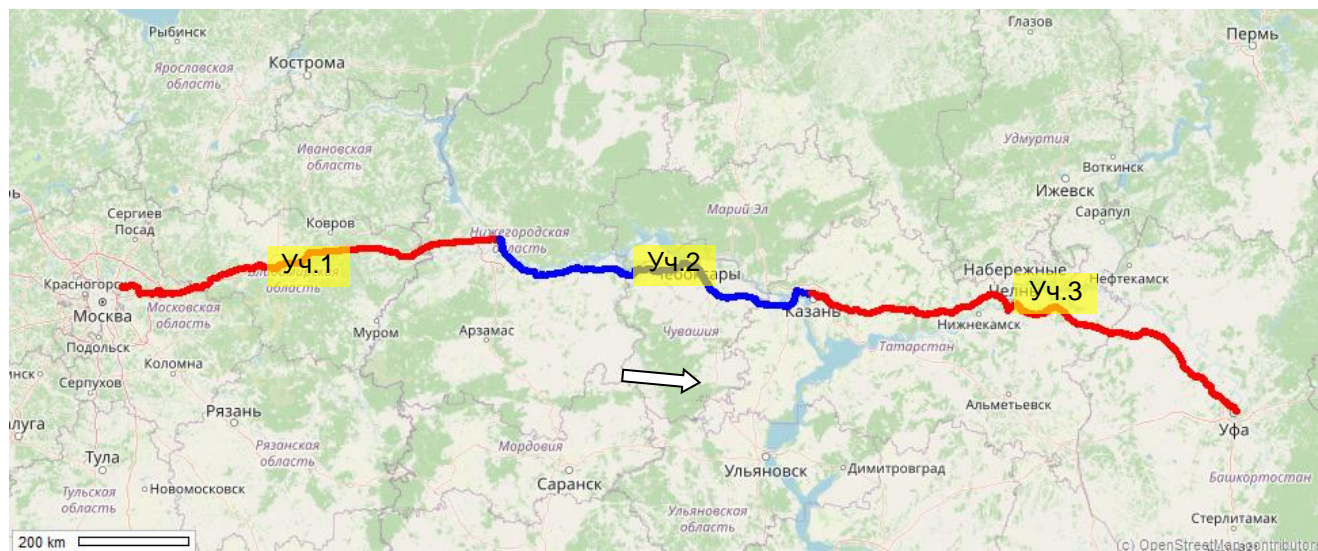 Рыбинск
Глазов
Пермь
Кострома
Ярославская
область
Удмуртия
Ивановская
область
Воткинск
Ижевск
Сергиев
Посад
Марий Эл
Сарапул
Ковров
Нижегородская
область
Уч.1
Уч.2
Уч.3
Набережные
Челны
Нефтекамск
Красногорск
Москва
Московская
область
Казань
Нижнекамск
Муром
Арзамас
Чувашия
Татарстан
Подольск
Коломна
Серпухов
Рязань
Альметьевск
Уфа
Тула
Рязанская
область
Мордовия
Ульяновск
Димитровград
Башкортостан
Новомосковск
Саранск
Тульская
область
Ульяновская
область
Стерлитамак
200 km
(c) OpenStreetMap contributors